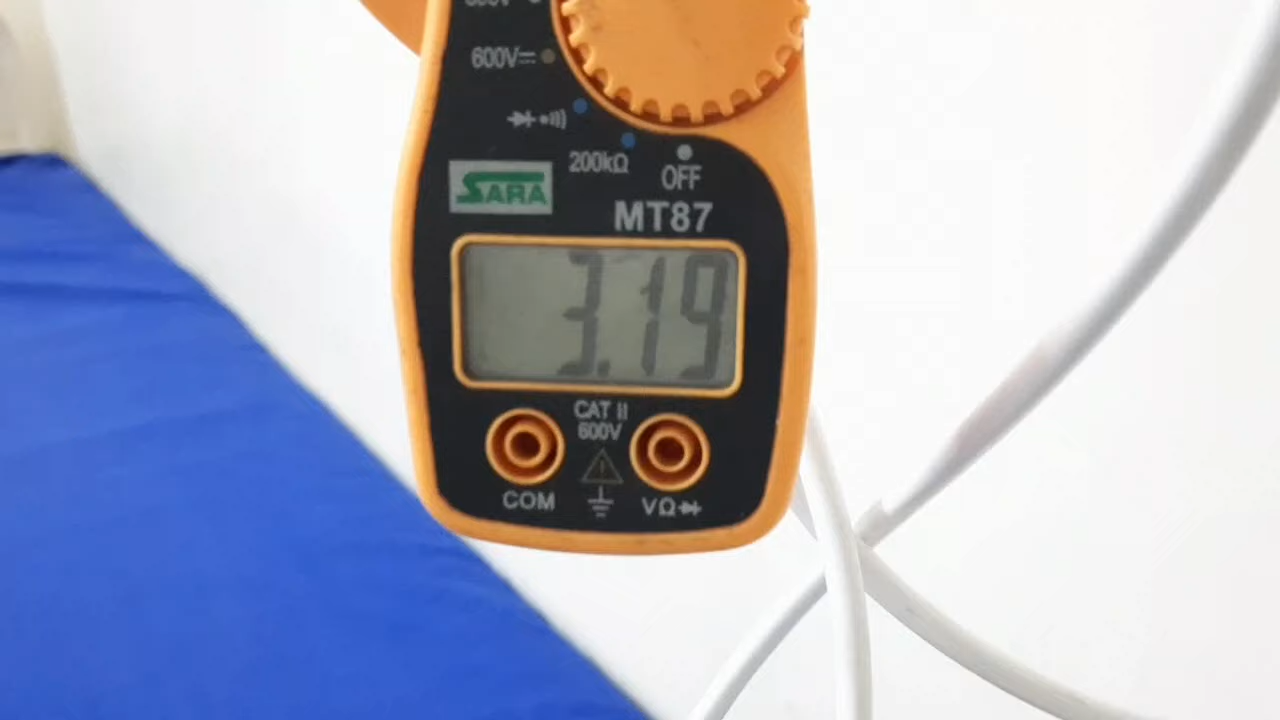 600V
200kΩ
OFF
SARA
MT87
3.19
CAT II
600V
COM
VΩ